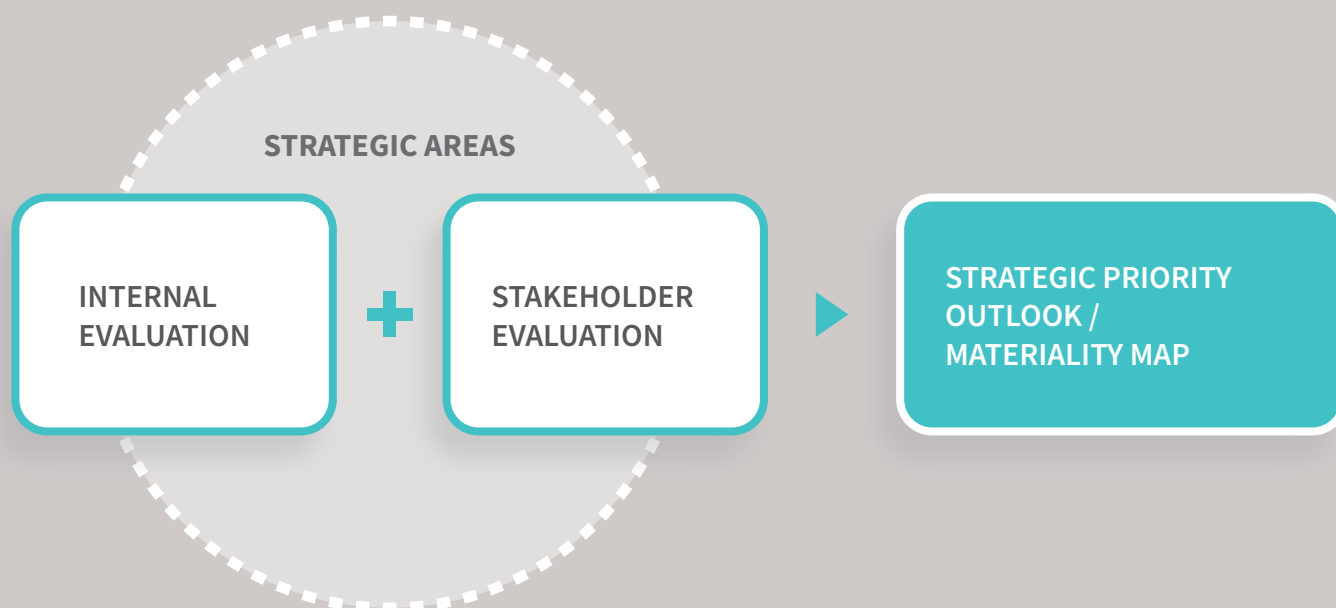 STRATEGIC AREAS
INTERNAL
EVALUATION
STAKEHOLDER
EVALUATION
STRATEGIC PRIORITY
OUTLOOK /
MATERIALITY MAP